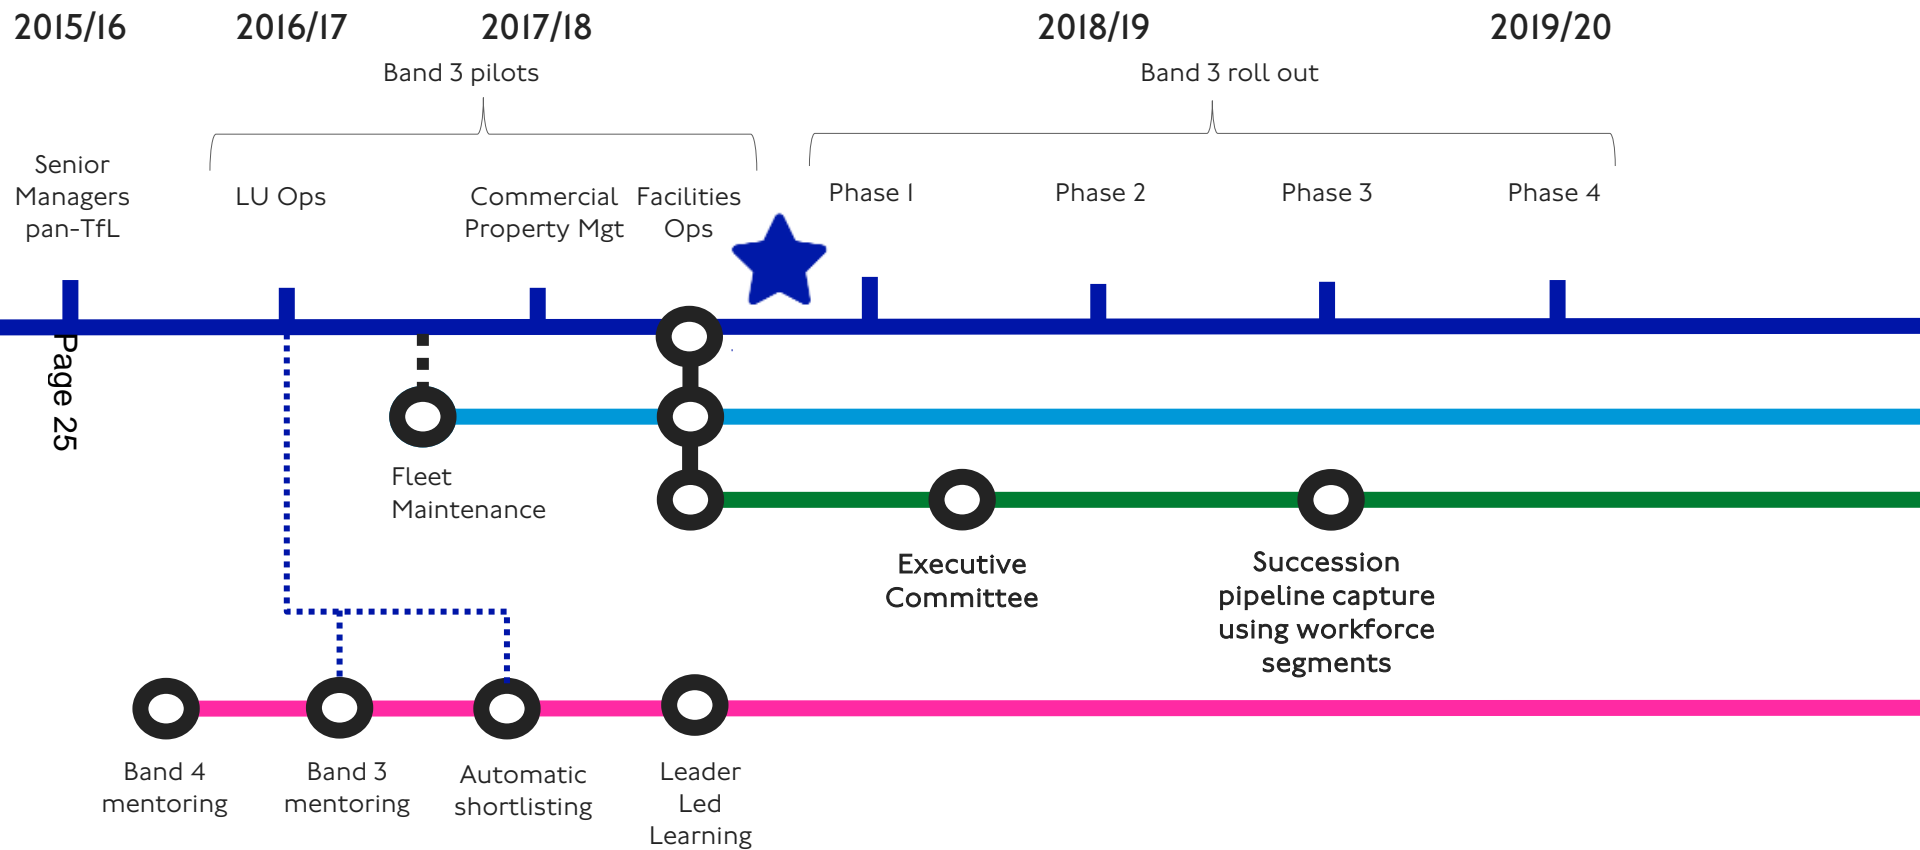 2015/16
2016/17
2017/18
2018/19
2019/20
Band 3 pilots
Band 3 roll out
Senior
Managers
pan-TfL
LU Ops
Commercial
Property Mgt
Facilities
Ops
Phase 1
Phase 2
Phase 3
Phase 4
Page 25
Fleet
Maintenance
Executive
Committee
Succession
pipeline capture
using workforce
segments
Band 4
mentoring
Band 3
mentoring
Automatic
shortlisting
Leader
Led
Learning